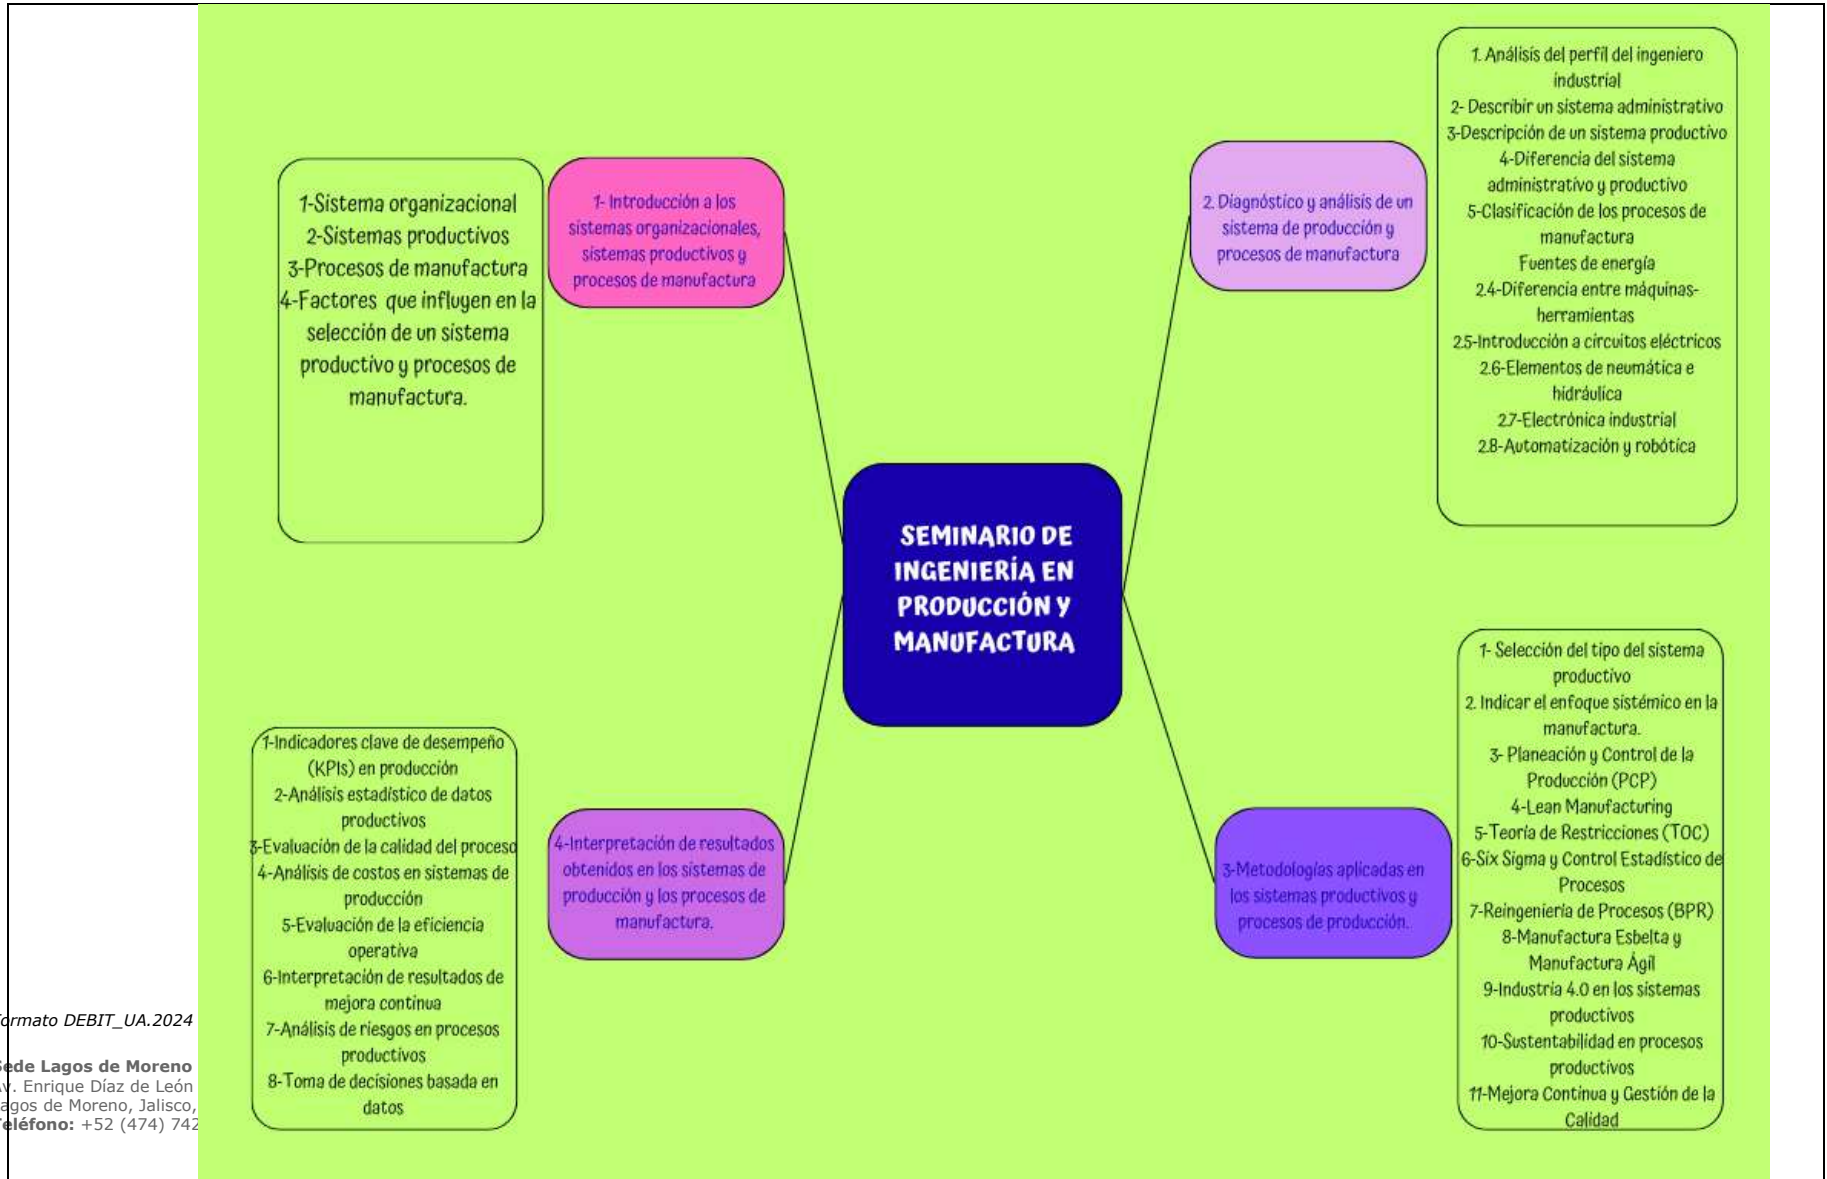 1-Sistema organizacional
2-Sistemas productivos
3-Procesos de manufactura
4-Factores que influyen en la
selección de un sistema
productivo y procesos de
manufactura.
1- Introducción a los
sistemas organizacionales,
sistemas productivos y
procesos de manufactura
2. Diagnóstico y análisis de un
sistema de producción y
procesos de manufactura
1. Análisis del perfil del ingeniero
industrial
2- Describir un sistema administrativo
3-Descripción de un sistema productivo
4-Diferencia del sistema
administrativo y productivo
5-Clasificación de los procesos de
manufactura
Fuentes de energía
2.4-Diferencia entre máquinas-
herramientas
2.5-Introducción a circuitos eléctricos
2.6-Elementos de neumática e
hidráulica
2.7-Electrónica industrial
2.8-Automatización y robótica
SEMINARIO DE
INGENIERÍA EN
PRODUCCIÓN Y
MANUFACTURA
1-Indicadores clave de desempeño
(KPIs) en producción
2-Análisis estadístico de datos
productivos
3-Evaluación de la calidad del proceso
4-Análisis de costos en sistemas de
producción
5-Evaluación de la eficiencia
operativa
6-Interpretación de resultados de
mejora continua
7-Análisis de riesgos en procesos
productivos
8-Toma de decisiones basada en
datos
4-Interpretación de resultados
obtenidos en los sistemas de
producción y los procesos de
manufactura.
3-Metodologías aplicadas en
los sistemas productivos y
procesos de producción.
1- Selección del tipo del sistema
productivo
2. Indicar el enfoque sistémico en la
manufactura.
3- Planeación y Control de la
Producción (PCP)
4-Lean Manufacturing
5-Teoría de Restricciones (TOC)
6-Six Sigma y Control Estadístico de
Procesos
7-Reingeniería de Procesos (BPR)
8-Manufactura Esbelta y
Manufactura Ágil
9-Industria 4.0 en los sistemas
productivos
10-Sustentabilidad en procesos
productivos
11-Mejora Continua y Gestión de la
Calidad
ormato DEBIT_UA.2024
Sede Lagos de Moreno
Av. Enrique Díaz de León
Lagos de Moreno, Jalisco,
Teléfono: +52 (474) 742